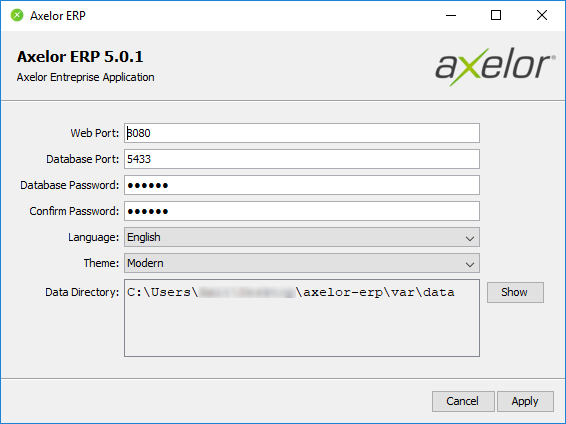 Axelor ERP
Axelor ERP 5.0.1
Axelor Entreprise Application
axelor®
Web Port: 8080
Database Port: 5433
Database Password: ●●●●●●
Confirm Password: ●●●●●●
Language: English
Theme: Modern
Data Directory: C:\Users\ \axelor-erp\var\data Show
Cancel Apply